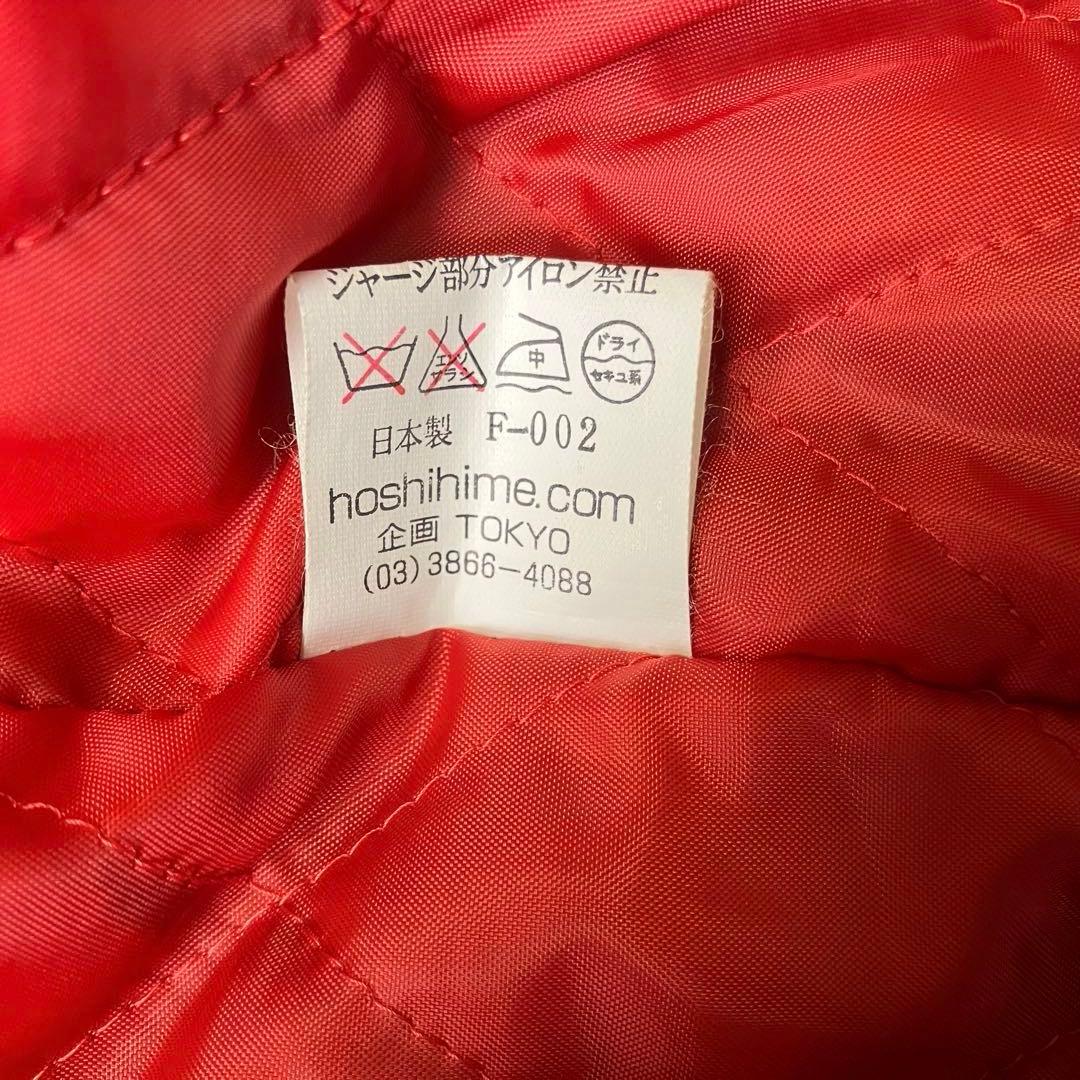 ジャージ部分アイロン禁止
エンソ
サラシ
中
ドライ
セキユ系
日本製 F-002
hoshihime.com
企画 TOKYO
(03)3866-4088